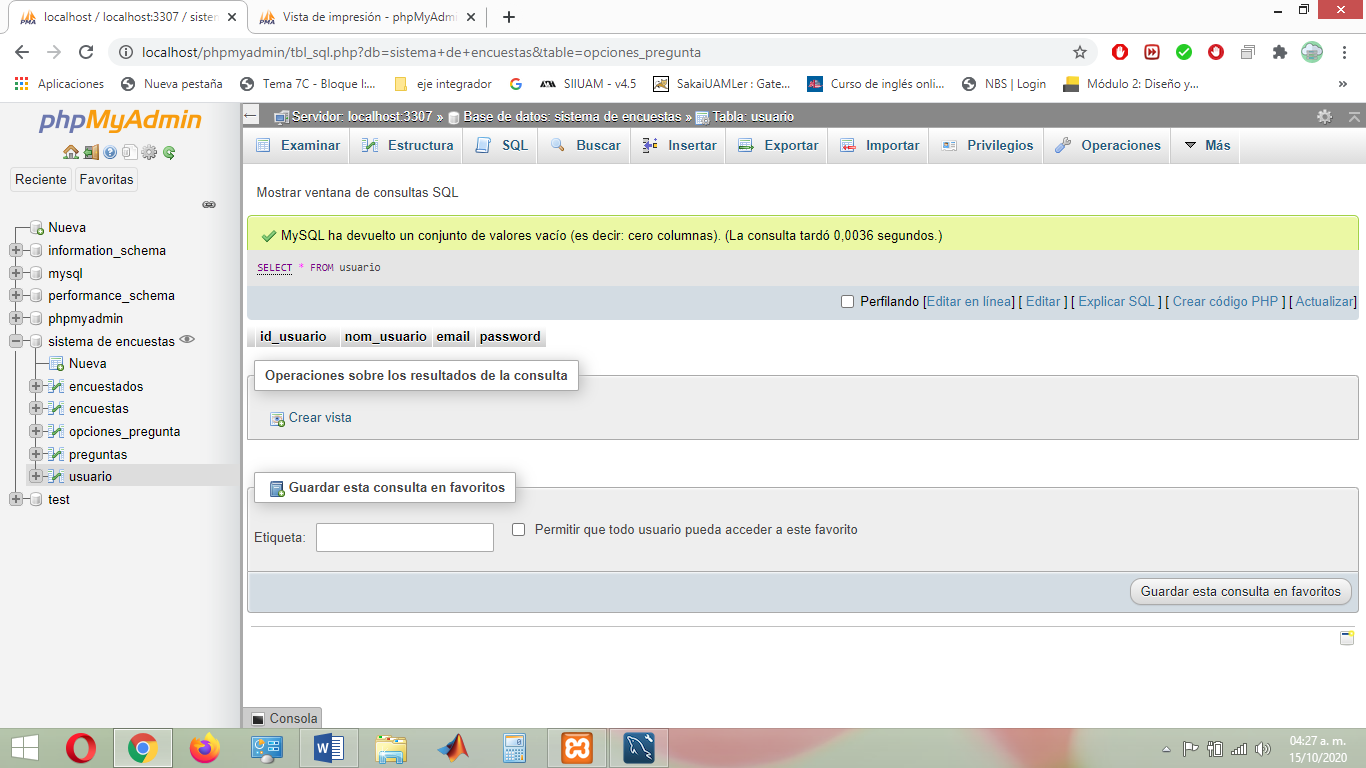 localhost / localhost:3307 / sistem
Vista de impresión - phpMyAdmi
localhost/phpmyadmin/tbl_sql.php?db=sistema+de+encuestas&table=opciones_pregunta
Aplicaciones Nueva pestaña Tema 7C - Bloque I:... eje integrador SIIUAM - v4.5 SakaiUAMLer : Gate... Curso de inglés onli... NBS | Login Módulo 2: Diseño y... »
phpMyAdmin
Reciente Favoritas
Nueva
information_schema
mysql
performance_schema
phpmyadmin
sistema de encuestas
Nueva
encuestados
encuestas
opciones_pregunta
preguntas
usuario
test
Servidor: localhost:3307 » Base de datos: sistema de encuestas » Tabla: usuario
Examinar Estructura SQL Buscar Insertar Exportar Importar Privilegios Operaciones Más
Mostrar ventana de consultas SQL
MySQL ha devuelto un conjunto de valores vacío (es decir: cero columnas). (La consulta tardó 0,0036 segundos.)
SELECT * FROM usuario
Perfilando [Editar en línea] [ Editar ] [ Explicar SQL ] [ Crear código PHP ] [ Actualizar]
id_usuario nom_usuario email password
Operaciones sobre los resultados de la consulta
Crear vista
Guardar esta consulta en favoritos
Etiqueta: Permitir que todo usuario pueda acceder a este favorito
Guardar esta consulta en favoritos
Consola
04:27 a. m.
15/10/2020